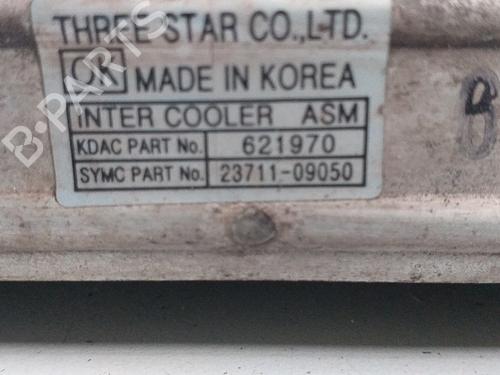 THREE STAR CO.,LTD.
OK MADE IN KOREA
INTER COOLER ASM
KDAC PART No. 621970
SYMC PART No. 23711-09050
B-PARTS